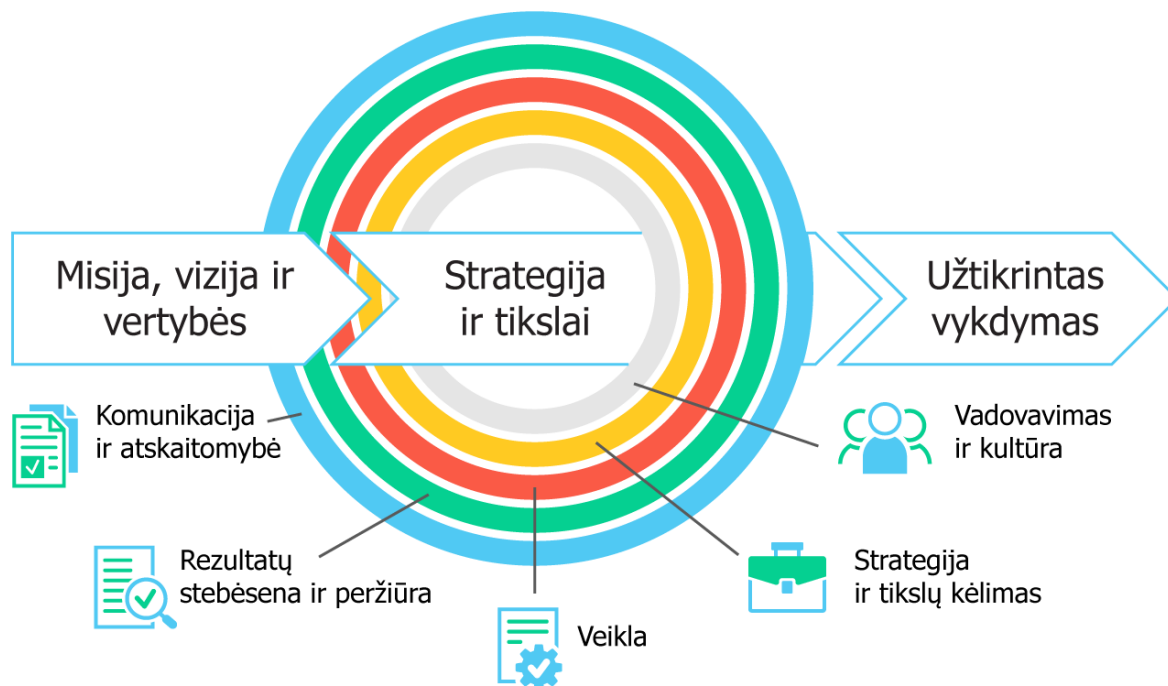 Misija, vizija ir
vertybės
Strategija
ir tikslai
Užtikrintas
vykdymas
Komunikacija
ir atskaitomybė
Vadovavimas
ir kultūra
Rezultatų
stebėsena ir peržiūra
Strategija
ir tikslų kėlimas
Veikla